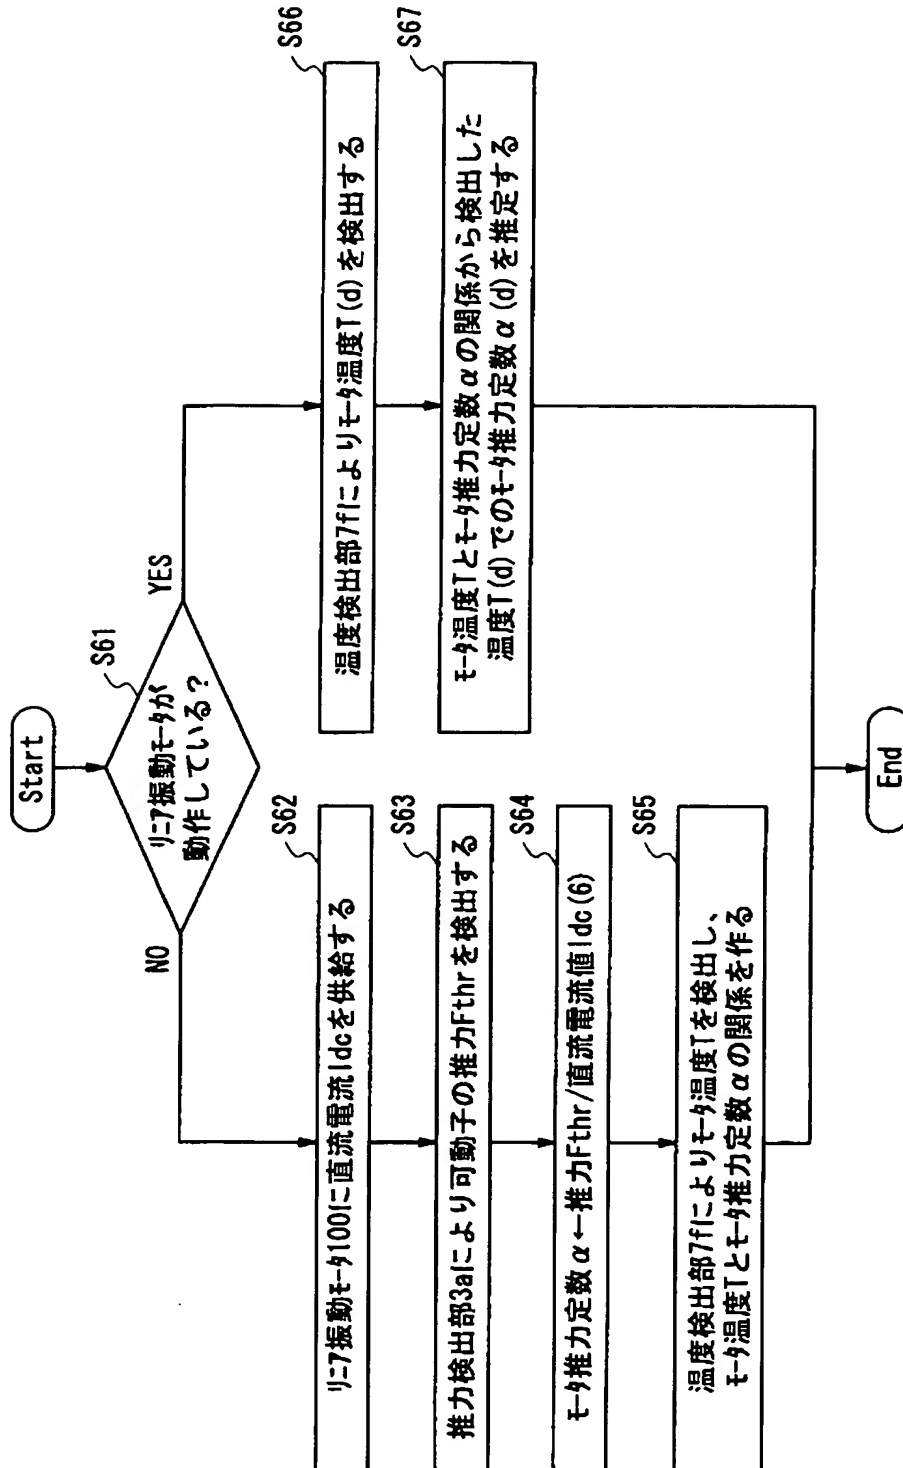 Start
S61
リニア振動モータが
動作している?
NO
YES
S62
リニア振動モータ100に直流電流Idcを供給する
S63
推力検出部3a1により可動子の推力Fthrを検出する
S64
モータ推力定数α←推力Fthr/直流電流値Idc(6)
S65
温度検出部7f1によりモータ温度Tを検出し、
モータ温度Tとモータ推力定数αの関係を作る
S66
温度検出部7f1によりモータ温度T(d)を検出する
S67
モータ温度Tとモータ推力定数αの関係から検出した
温度T(d)でのモータ推力定数α(d)を推定する
End